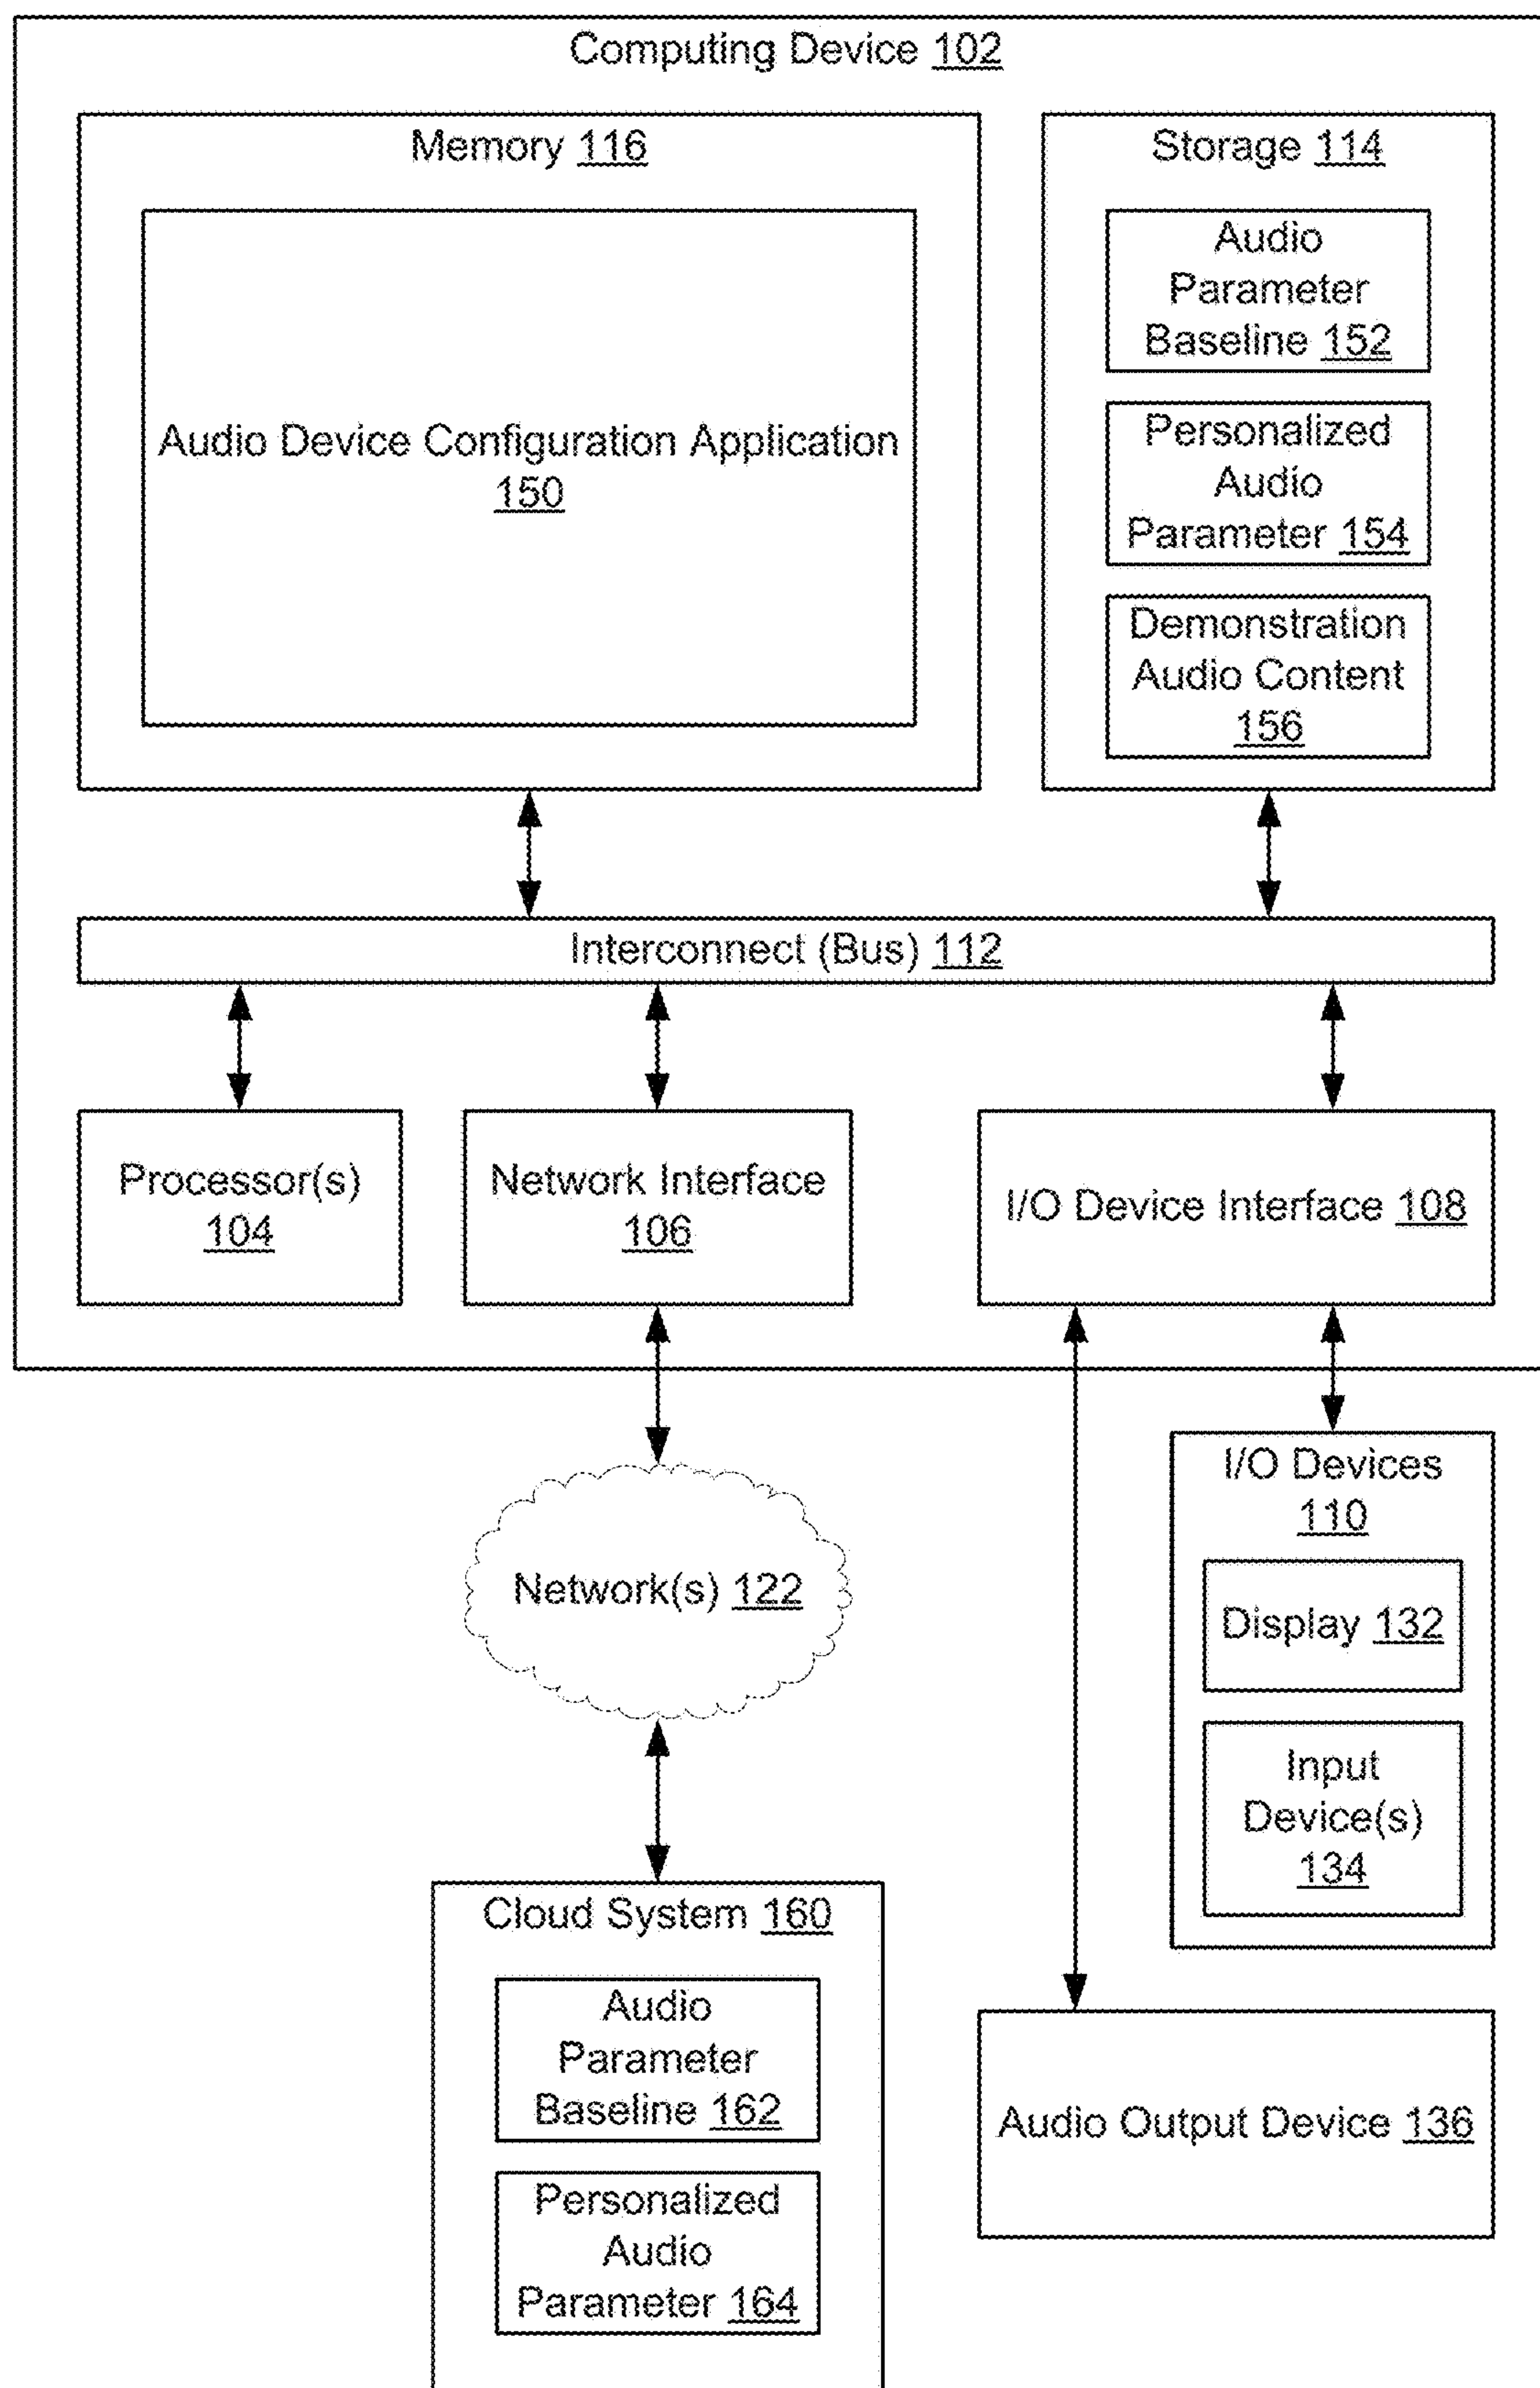 Computing Device 102
Memory 116
Audio Device Configuration Application
150
Storage 114
Audio
Parameter
Baseline 152
Personalized
Audio
Parameter 154
Demonstration
Audio Content
156
Interconnect (Bus) 112
Processor(s)
104
Network Interface
106
I/O Device Interface 108
Network(s) 122
I/O Devices
110
Display 132
Input
Device(s)
134
Cloud System 160
Audio
Parameter
Baseline 162
Personalized
Audio
Parameter 164
Audio Output Device 136